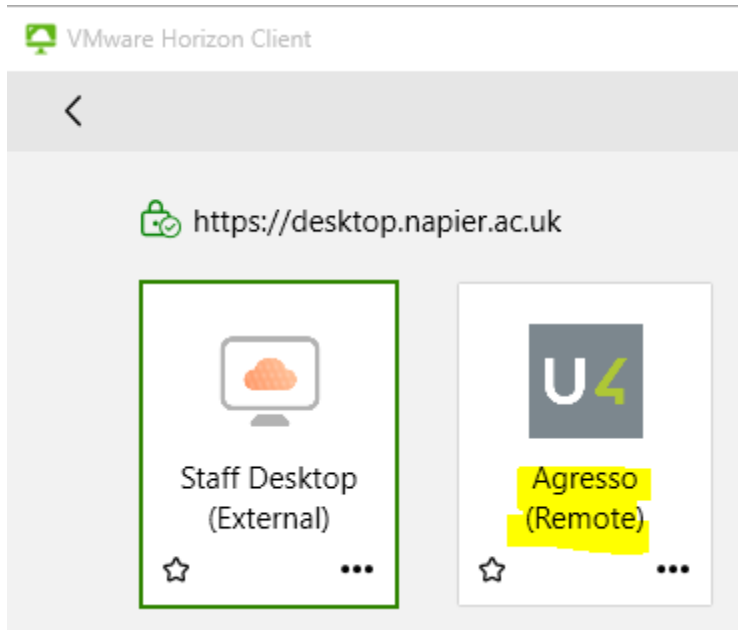 VMware Horizon Client
https://desktop.napier.ac.uk
U4
Staff Desktop
(External)
Agresso
(Remote)